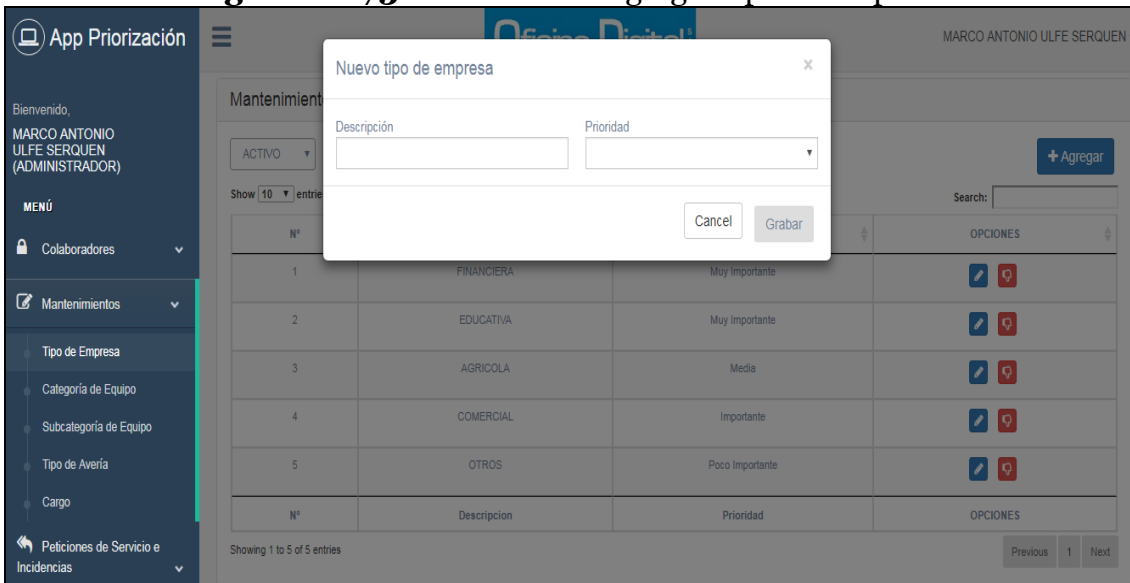 App Priorización
MARCO ANTONIO ULFE SERQUEN
Bienvenido,
MARCO ANTONIO
ULFE SERQUEN
(ADMINISTRADOR)
MENÚ
Colaboradores
Mantenimientos
Tipo de Empresa
Categoría de Equipo
Subcategoría de Equipo
Tipo de Avería
Cargo
Peticiones de Servicio e
Incidencias
Nuevo tipo de empresa x
Descripción Prioridad
Cancel Grabar
ACTIVO + Agregar
Show 10 Search:
Nº OPCIONES
1 FINANCIERA Muy Importante
2 EDUCATIVA Muy Importante
3 AGRICOLA Media
4 COMERCIAL Importante
5 OTROS Poco Importante
Nº Descripcion Prioridad OPCIONES
Showing 1 to 5 of 5 entries
Previous 1 Next